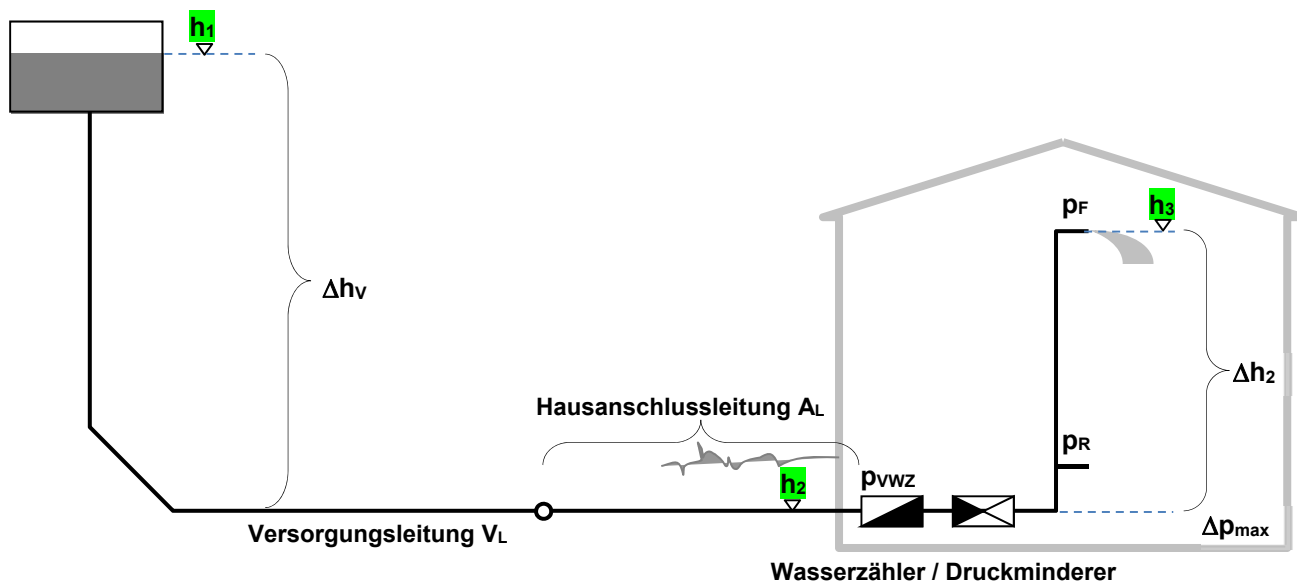 h1
h3
pF
ΔhV
Δh2
Hausanschlussleitung AL
pR
pVWZ
h2
Versorgungsleitung VL
Δpmax
Wasserzähler / Druckminderer